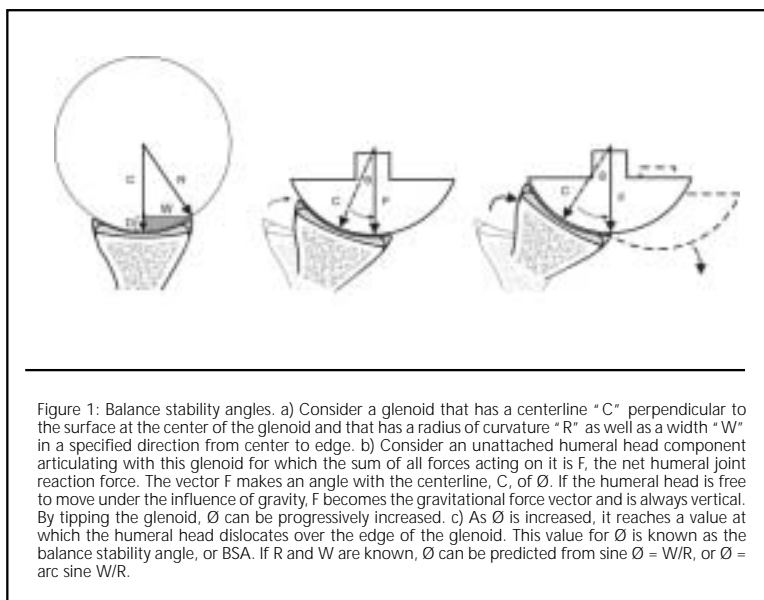 C
R
W
D
C
Ø
F
C
Ø
F
Figure 1: Balance stability angles. a) Consider a glenoid that has a centerline "C" perpendicular to
the surface at the center of the glenoid and that has a radius of curvature "R" as well as a width "W"
in a specified direction from center to edge. b) Consider an unattached humeral head component
articulating with this glenoid for which the sum of all forces acting on it is F, the net humeral joint
reaction force. The vector F makes an angle with the centerline, C, of Ø. If the humeral head is free
to move under the influence of gravity, F becomes the gravitational force vector and is always vertical.
By tipping the glenoid, Ø can be progressively increased. c) As Ø is increased, it reaches a value at
which the humeral head dislocates over the edge of the glenoid. This value for Ø is known as the
balance stability angle, or BSA. If R and W are known, Ø can be predicted from sine Ø = W/R, or Ø =
arc sine W/R.